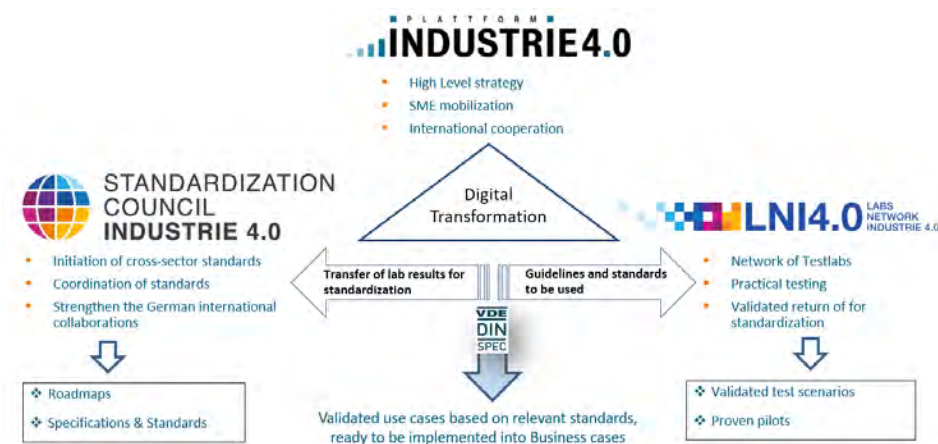 PLATTFORM
INDUSTRIE4.0
High Level strategy
SME mobilization
International cooperation
Digital
Transformation
STANDARDIZATION
COUNCIL
INDUSTRIE 4.0
Initiation of cross-sector standards
Coordination of standards
Strengthen the German international
collaborations
Roadmaps
Specifications & Standards
Transfer of lab results for
standardization
Guidelines and standards
to be used
VDE
DIN
SPEC
Validated use cases based on relevant standards,
ready to be implemented into Business cases
LNI4.0
LABS
NETWORK
INDUSTRIE 4.0
Network of Testlabs
Practical testing
Validated return of for
standardization
Validated test scenarios
Proven pilots